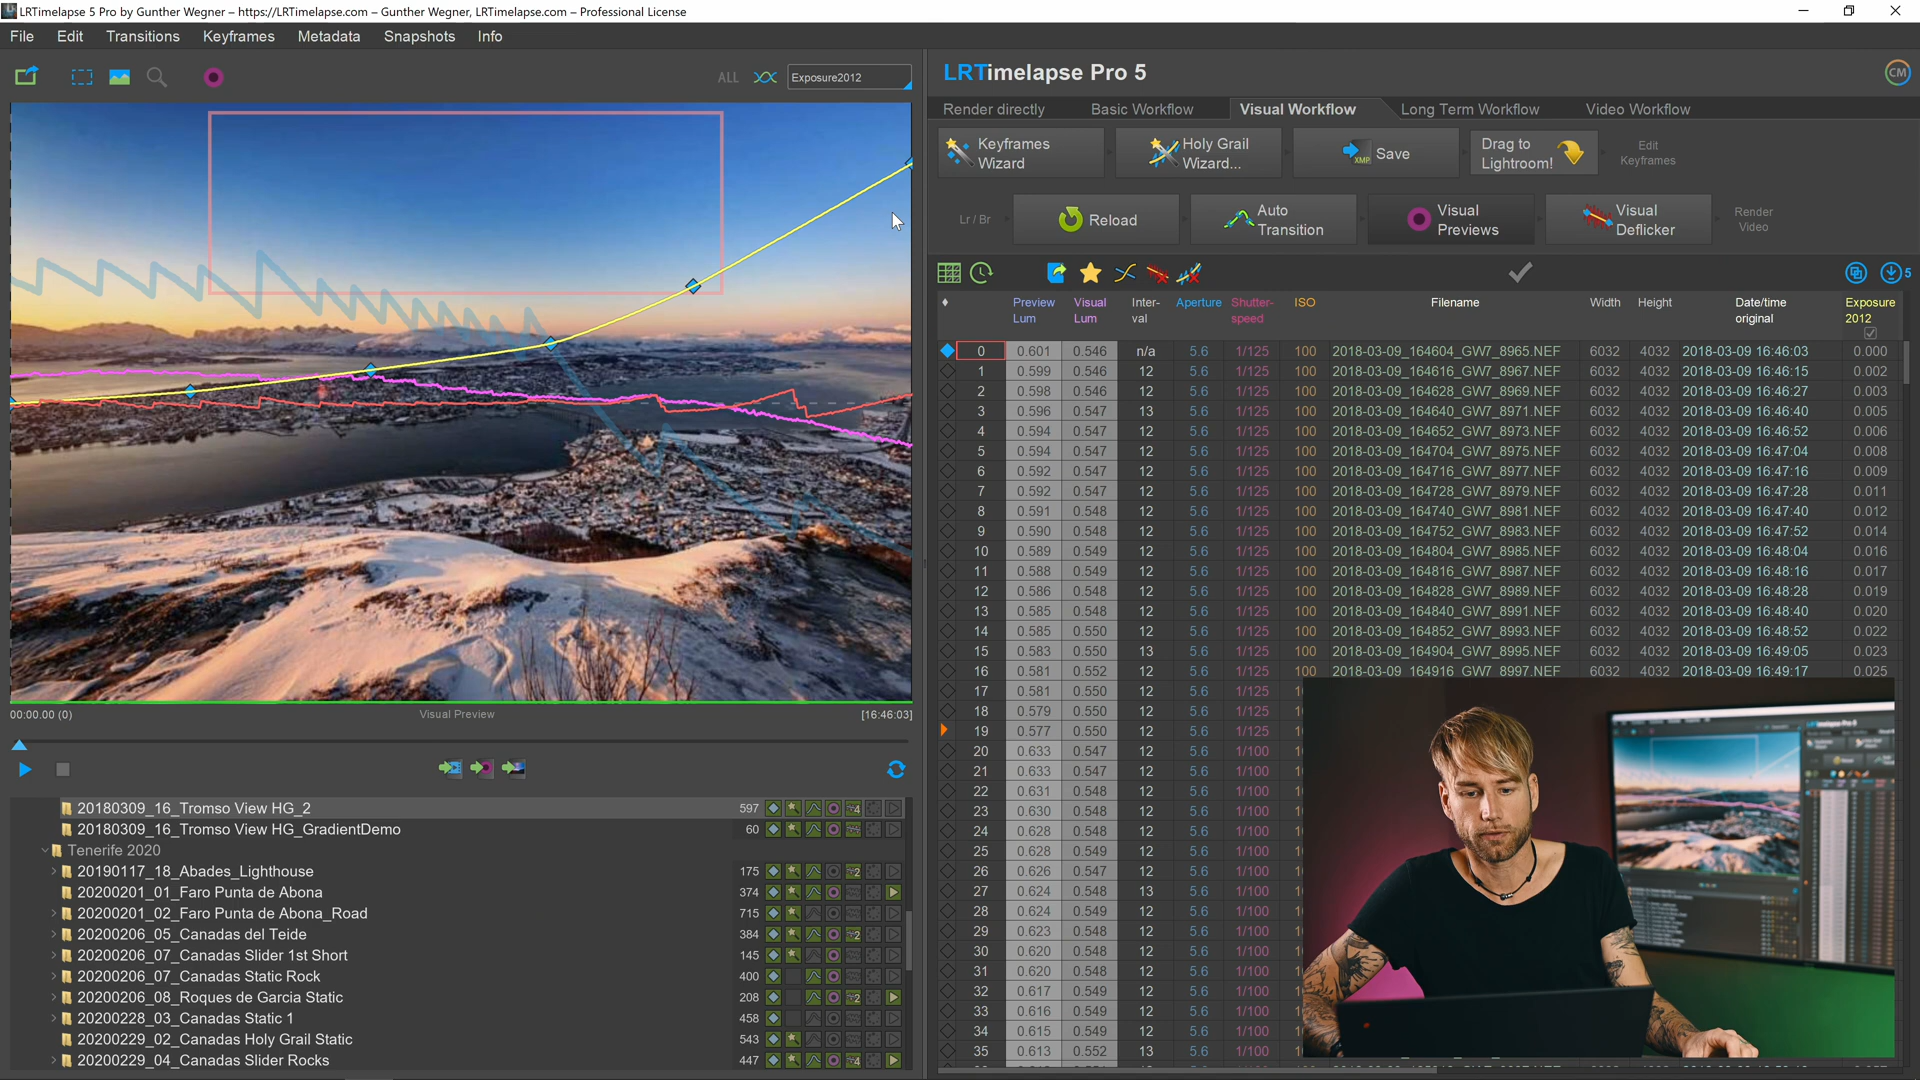 LRTimelapse 5 Pro by Gunther Wegner – https://LRTimelapse.com – Gunther Wegner, LRTimelapse.com – Professional License
File Edit Transitions Keyframes Metadata Snapshots Info
ALL Exposure2012
LRTimelapse Pro 5
CM
Render directly Basic Workflow Visual Workflow Long Term Workflow Video Workflow
Keyframes Wizard
Holy Grail Wizard...
XMP Save
Drag to Lightroom!
Edit Keyframes
Lr / Br
Reload
Auto Transition
Visual Previews
Visual Deflicker
Render Video
5
Preview Lum Visual Lum Inter-val Aperture Shutter-speed ISO Filename Width Height Date/time original Exposure 2012
0 0.601 0.546 n/a 5.6 1/125 100 2018-03-09_164604_GW7_8965.NEF 6032 4032 2018-03-09 16:46:03 0.000
1 0.599 0.546 12 5.6 1/125 100 2018-03-09_164616_GW7_8967.NEF 6032 4032 2018-03-09 16:46:15 0.002
2 0.598 0.546 12 5.6 1/125 100 2018-03-09_164628_GW7_8969.NEF 6032 4032 2018-03-09 16:46:27 0.003
3 0.596 0.547 13 5.6 1/125 100 2018-03-09_164640_GW7_8971.NEF 6032 4032 2018-03-09 16:46:40 0.005
4 0.594 0.547 12 5.6 1/125 100 2018-03-09_164652_GW7_8973.NEF 6032 4032 2018-03-09 16:46:52 0.006
5 0.594 0.547 12 5.6 1/125 100 2018-03-09_164704_GW7_8975.NEF 6032 4032 2018-03-09 16:47:04 0.008
6 0.592 0.547 12 5.6 1/125 100 2018-03-09_164716_GW7_8977.NEF 6032 4032 2018-03-09 16:47:16 0.009
7 0.592 0.547 12 5.6 1/125 100 2018-03-09_164728_GW7_8979.NEF 6032 4032 2018-03-09 16:47:28 0.011
8 0.591 0.548 12 5.6 1/125 100 2018-03-09_164740_GW7_8981.NEF 6032 4032 2018-03-09 16:47:40 0.012
9 0.590 0.548 12 5.6 1/125 100 2018-03-09_164752_GW7_8983.NEF 6032 4032 2018-03-09 16:47:52 0.014
10 0.589 0.549 12 5.6 1/125 100 2018-03-09_164804_GW7_8985.NEF 6032 4032 2018-03-09 16:48:04 0.016
11 0.588 0.549 12 5.6 1/125 100 2018-03-09_164816_GW7_8987.NEF 6032 4032 2018-03-09 16:48:16 0.017
12 0.586 0.548 12 5.6 1/125 100 2018-03-09_164828_GW7_8989.NEF 6032 4032 2018-03-09 16:48:28 0.019
13 0.585 0.548 12 5.6 1/125 100 2018-03-09_164840_GW7_8991.NEF 6032 4032 2018-03-09 16:48:40 0.020
14 0.585 0.550 12 5.6 1/125 100 2018-03-09_164852_GW7_8993.NEF 6032 4032 2018-03-09 16:48:52 0.022
15 0.583 0.550 13 5.6 1/125 100 2018-03-09_164904_GW7_8995.NEF 6032 4032 2018-03-09 16:49:05 0.023
16 0.581 0.552 12 5.6 1/125 100 2018-03-09_164916_GW7_8997.NEF 6032 4032 2018-03-09 16:49:17 0.025
17 0.581 0.550 12 5.6 1/125
18 0.579 0.550 12 5.6 1/125
19 0.577 0.550 12 5.6 1/125
20 0.633 0.547 12 5.6 1/100
21 0.633 0.547 12 5.6 1/100
22 0.631 0.548 12 5.6 1/100
23 0.630 0.548 12 5.6 1/100
24 0.628 0.548 12 5.6 1/100
25 0.628 0.549 12 5.6 1/100
26 0.626 0.547 12 5.6 1/100
27 0.624 0.548 13 5.6 1/100
28 0.624 0.549 12 5.6 1/100
29 0.623 0.548 12 5.6 1/100
30 0.620 0.548 12 5.6 1/100
31 0.620 0.548 12 5.6 1/100
32 0.617 0.549 12 5.6 1/100
33 0.616 0.549 12 5.6 1/100
34 0.615 0.549 12 5.6 1/100
35 0.613 0.552 13 5.6 1/100
00:00.00 (0) Visual Preview [16:46:03]
20180309_16_Tromso View HG_2 597 4
20180309_16_Tromso View HG_GradientDemo 60
Tenerife 2020
20190117_18_Abades_Lighthouse 175 2
20200201_01_Faro Punta de Abona 374
20200201_02_Faro Punta de Abona_Road 715
20200206_05_Canadas del Teide 384 2
20200206_07_Canadas Slider 1st Short 145
20200206_07_Canadas Static Rock 400
20200206_08_Roques de Garcia Static 208 2
20200228_03_Canadas Static 1 458
20200229_02_Canadas Holy Grail Static 543
20200229_04_Canadas Slider Rocks 447 4